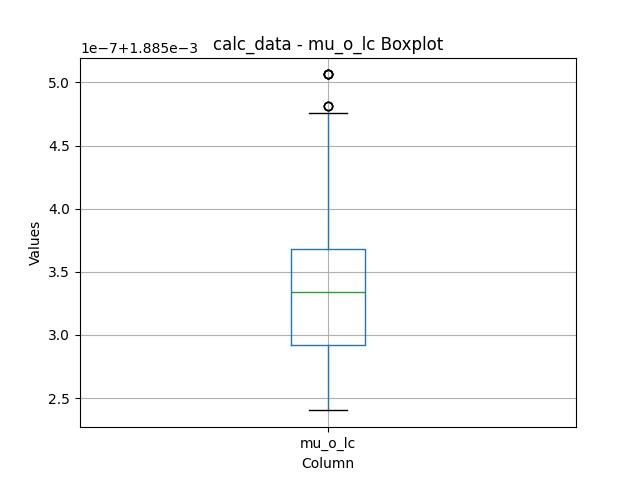 calc_data - mu_o_lc Boxplot
1e-7+1.885e-3
5.0
4.5
4.0
3.5
3.0
2.5
Values
mu_o_lc
Column